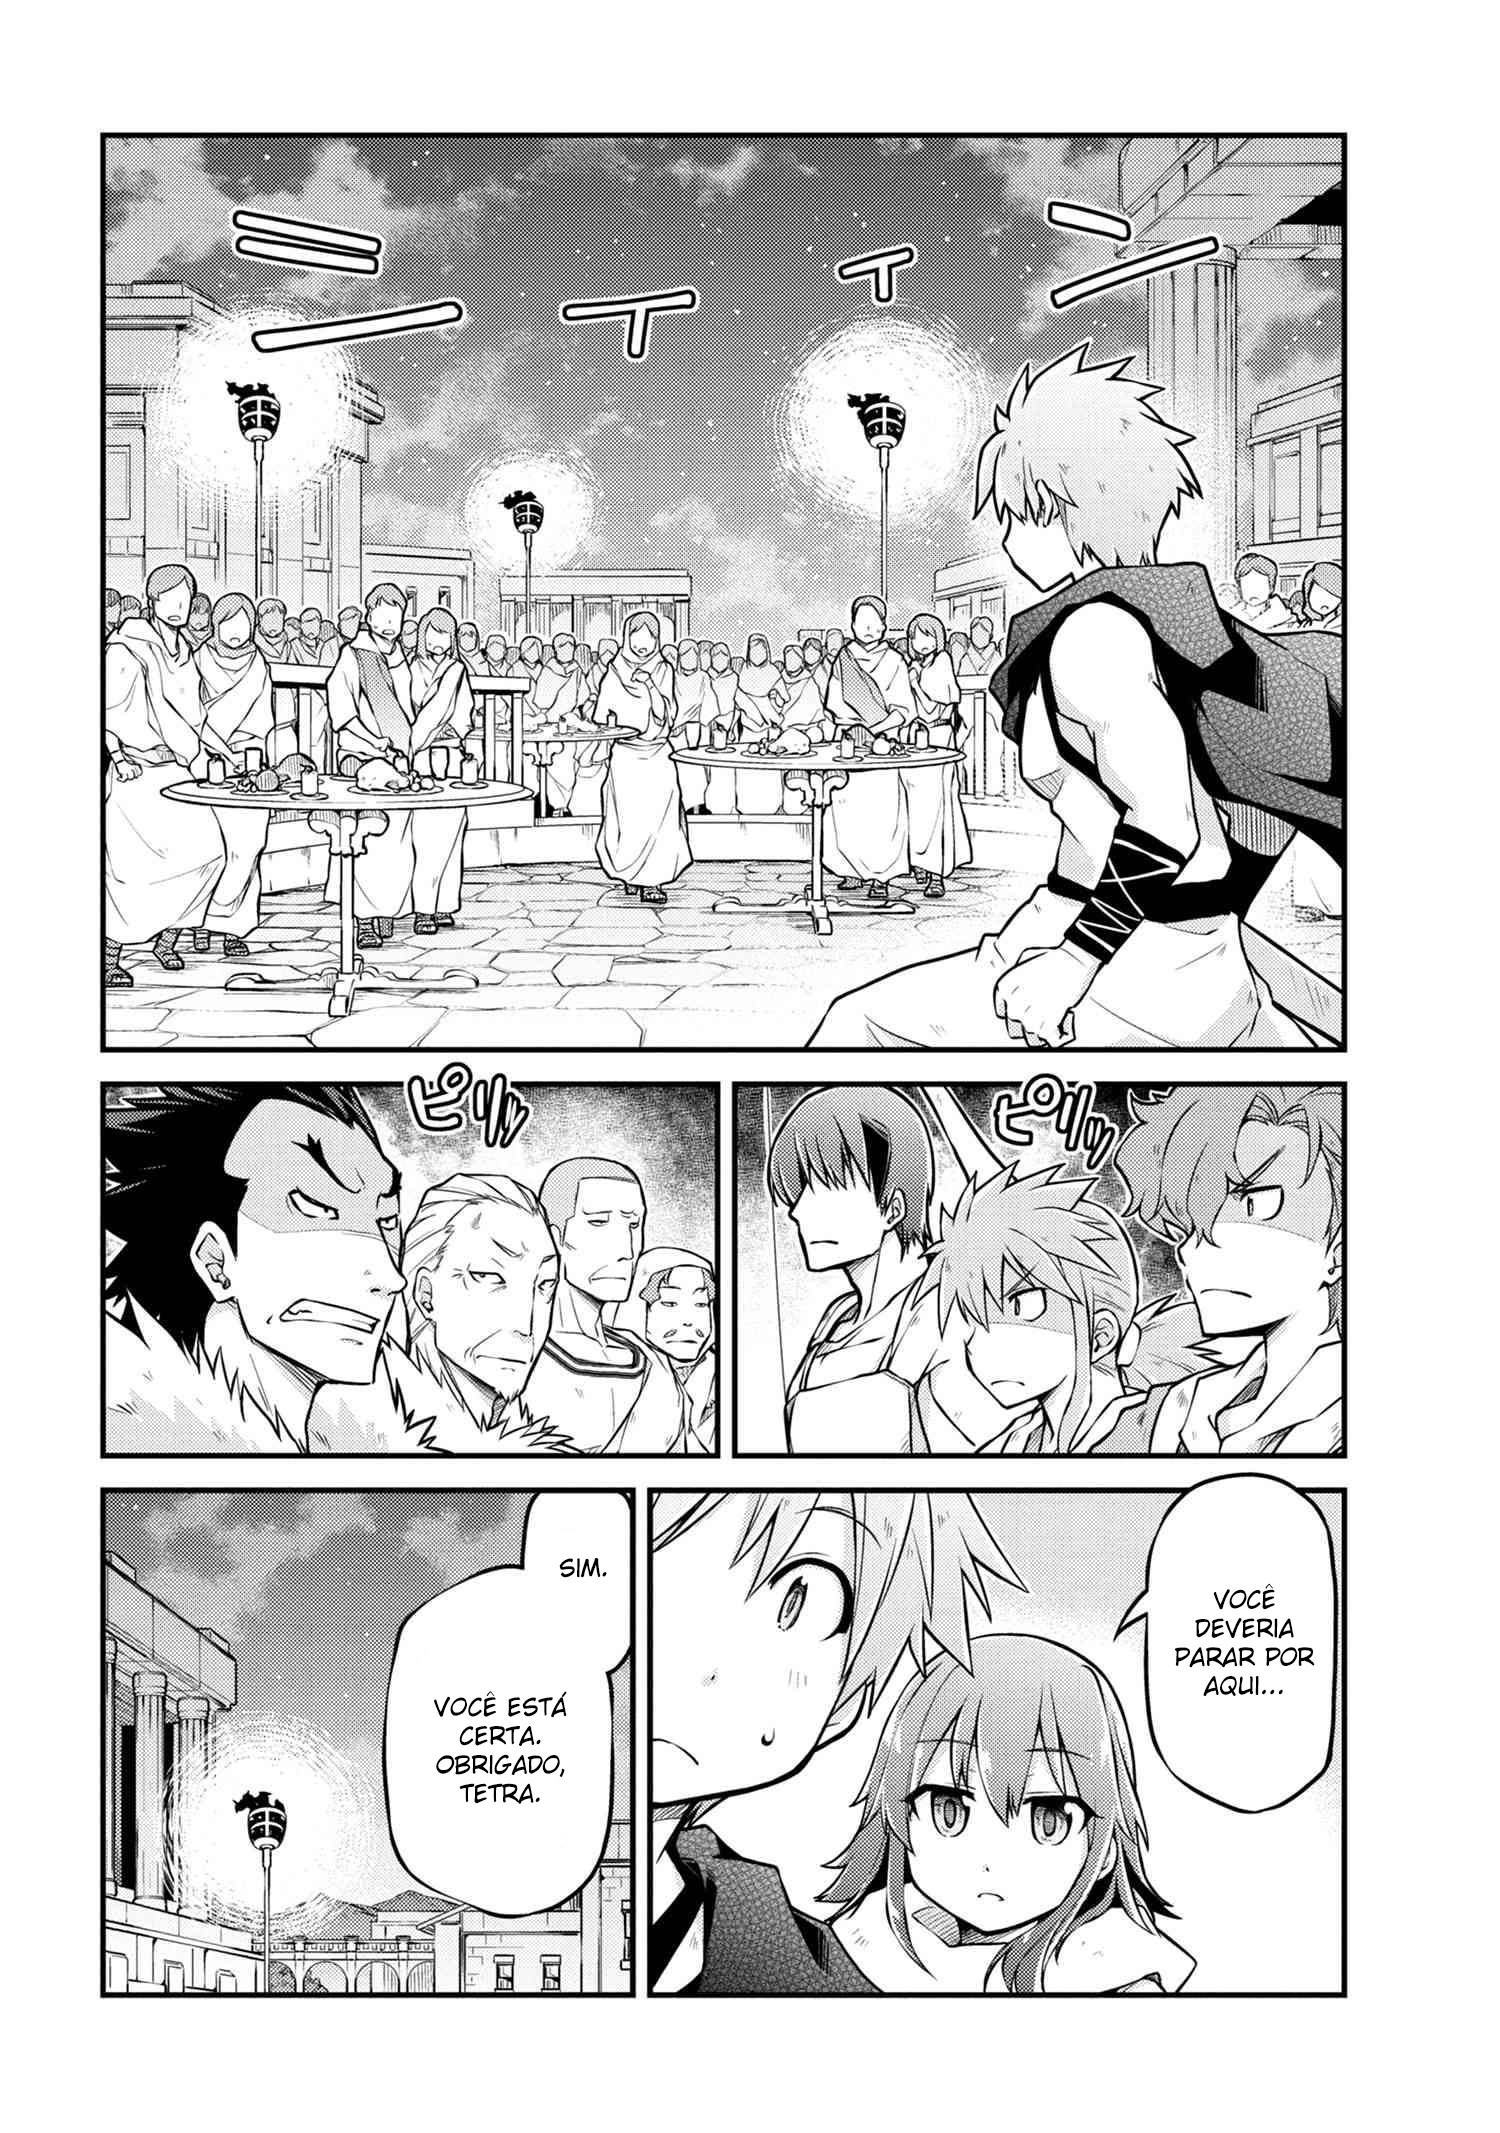 シィイーーン
ピリッ
ピリッ
VOCÊ
DEVERIA
PARAR POR
AQUI...
SIM.
VOCÊ ESTÁ
CERTA.
OBRIGADO,
TETRA.